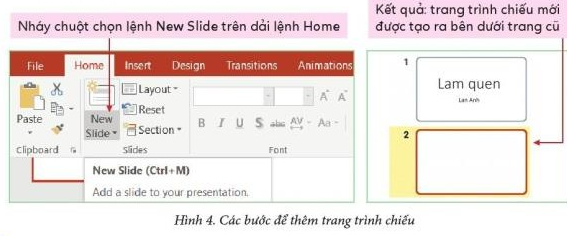 Nháy chuột chọn lệnh New Slide trên dải lệnh Home
Kết quả: trang trình chiếu mới
được tạo ra bên dưới trang cũ
File Home Insert Design Transitions Animations
Paste
New
Slide
Layout
Reset
Section
B I U S abc AV Aa
A A
Clipboard Slides Font
New Slide (Ctrl+M)
Add a slide to your presentation.
1
Lam quen
Lan Anh
2
Hình 4. Các bước để thêm trang trình chiếu